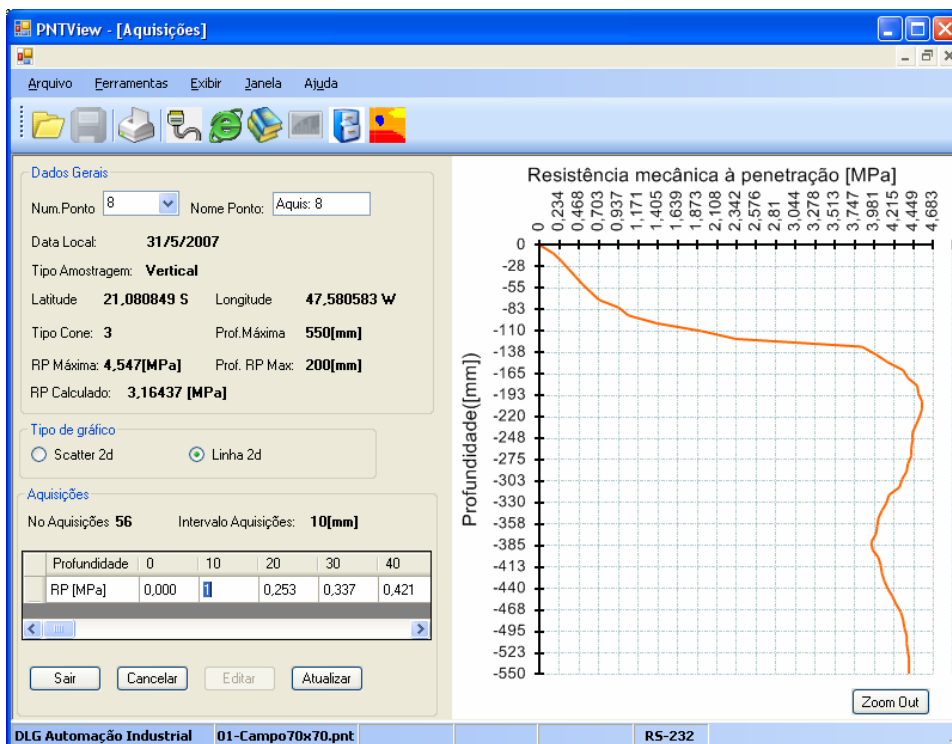 PNTView - [Aquisições]
Arquivo Ferramentas Exibir Janela Ajuda
Dados Gerais
Num.Ponto 8 Nome Ponto: Aquis: 8
Data Local: 31/5/2007
Tipo Amostragem: Vertical
Latitude 21,080849 S Longitude 47,580583 W
Tipo Cone: 3 Prof.Máxima 550[mm]
RP Máxima: 4,547[MPa] Prof. RP Max: 200[mm]
RP Calculado: 3,16437 [MPa]
Tipo de gráfico
Scatter 2d Linha 2d
Aquisições
No Aquisições 56 Intervalo Aquisições: 10[mm]
Profundidade 0 10 20 30 40
RP [MPa] 0,000 1 0,253 0,337 0,421
Sair Cancelar Editar Atualizar
Resistência mecânica à penetração [MPa]
0 0,234 0,468 0,703 0,937 1,171 1,405 1,639 1,873 2,108 2,342 2,576 2,81 3,044 3,278 3,513 3,747 3,981 4,215 4,449 4,683
Profundidade([mm])
0
-28
-55
-83
-110
-138
-165
-193
-220
-248
-275
-303
-330
-358
-385
-413
-440
-468
-495
-523
-550
Zoom Out
DLG Automação Industrial 01-Campo70x70.pnt RS-232